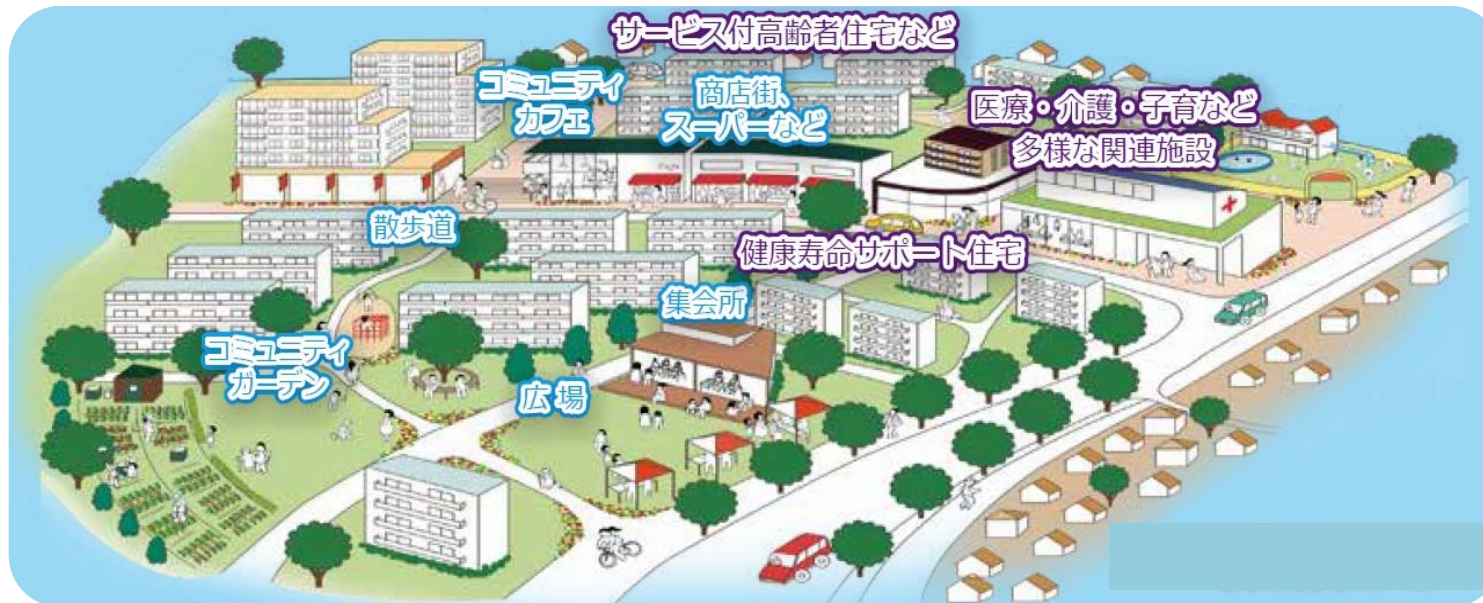 サービス付高齢者住宅など
コミュニティ
カフェ
商店街、
スーパーなど
医療・介護・子育など
多様な関連施設
散歩道
健康寿命サポート住宅
集会所
コミュニティ
ガーデン
広場